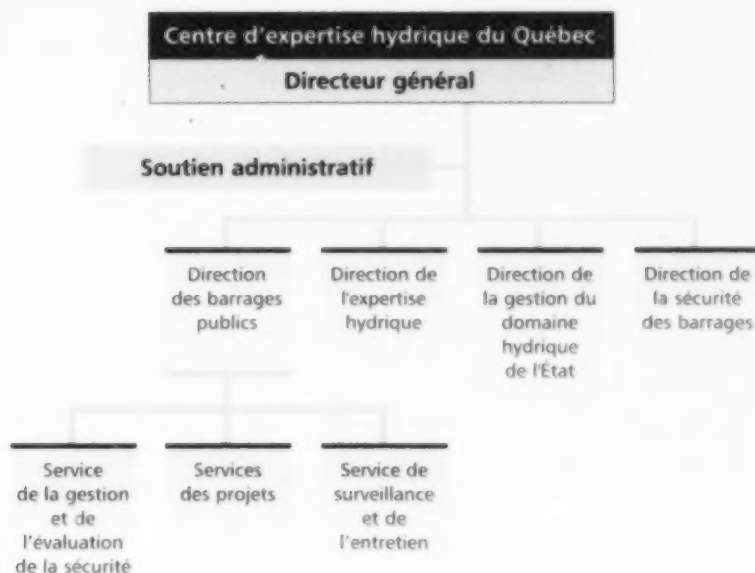 Centre d'expertise hydrique du Québec
Directeur général
Soutien administratif
Direction
des barrages
publics
Direction de
l'expertise
hydrique
Direction de
la gestion du
domaine
hydrique
de l'État
Direction de
la sécurité
des barrages
Service
de la gestion
et de
l'évaluation
de la sécurité
Services
des projets
Service de
surveillance
et de
l'entretien